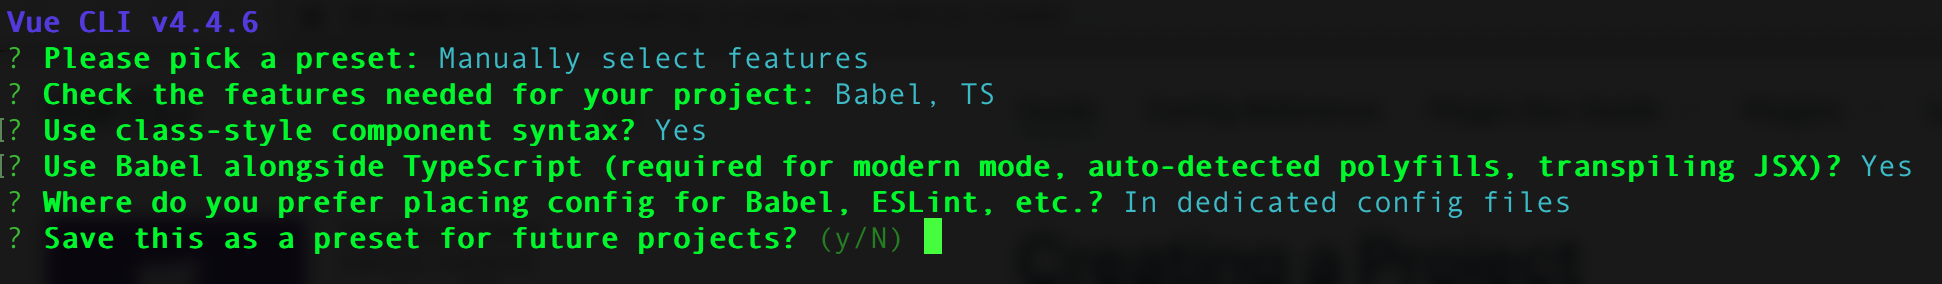 Vue CLI v4.4.6
? Please pick a preset: Manually select features
? Check the features needed for your project: Babel, TS
? Use class-style component syntax? Yes
? Use Babel alongside TypeScript (required for modern mode, auto-detected polyfills, transpiling JSX)? Yes
? Where do you prefer placing config for Babel, ESLint, etc.? In dedicated config files
? Save this as a preset for future projects? (y/N)
Creating a Project